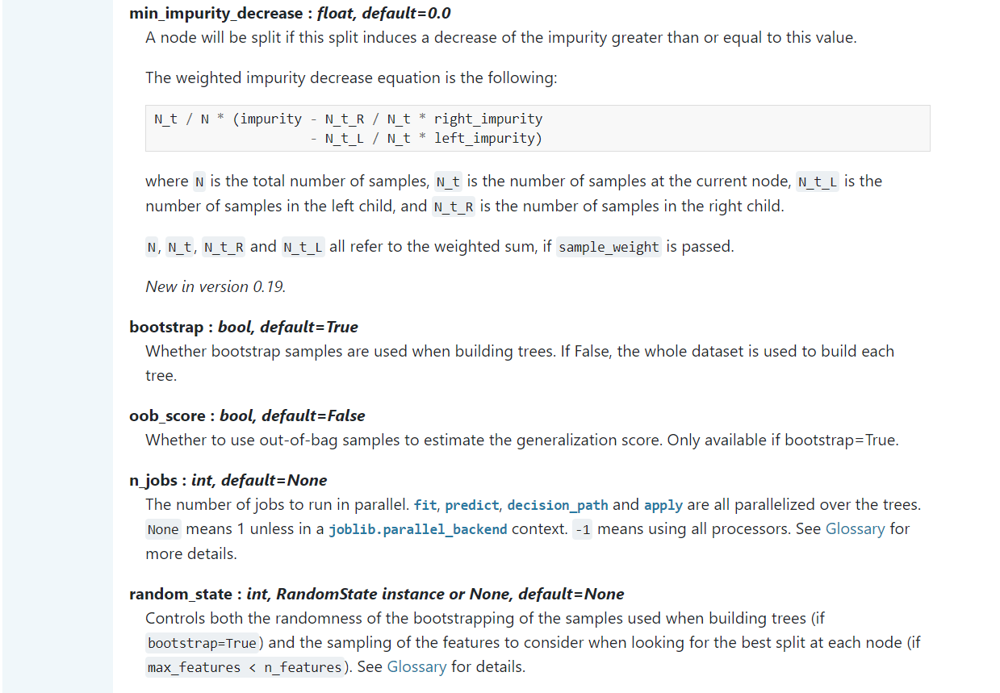 min_impurity_decrease : float, default=0.0
A node will be split if this split induces a decrease of the impurity greater than or equal to this value.
The weighted impurity decrease equation is the following:
N_t / N * (impurity - N_t_R / N_t * right_impurity
- N_t_L / N_t * left_impurity)
where N is the total number of samples, N_t is the number of samples at the current node, N_t_L is the
number of samples in the left child, and N_t_R is the number of samples in the right child.
N, N_t, N_t_R and N_t_L all refer to the weighted sum, if sample_weight is passed.
New in version 0.19.
bootstrap : bool, default=True
Whether bootstrap samples are used when building trees. If False, the whole dataset is used to build each
tree.
oob_score : bool, default=False
Whether to use out-of-bag samples to estimate the generalization score. Only available if bootstrap=True.
n_jobs : int, default=None
The number of jobs to run in parallel. fit, predict, decision_path and apply are all parallelized over the trees.
None means 1 unless in a joblib.parallel_backend context. -1 means using all processors. See Glossary for
more details.
random_state : int, RandomState instance or None, default=None
Controls both the randomness of the bootstrapping of the samples used when building trees (if
bootstrap=True) and the sampling of the features to consider when looking for the best split at each node (if
max_features < n_features). See Glossary for details.